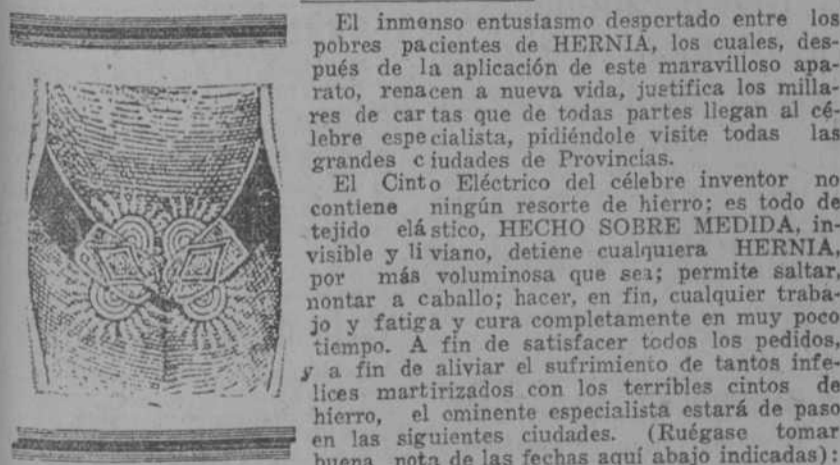 El inmenso entusiasmo despertado entre los
pobres pacientes de HERNIA, los cuales, des-
pués de la aplicación de este maravilloso apa-
rato, renacen a nueva vida, justifica los milla-
res de cartas que de todas partes llegan al cé-
lebre especialista, pidiéndole visite todas las
grandes ciudades de Provincias.
El Cinto Eléctrico del célebre inventor no
contiene ningún resorte de hierro; es todo de
tejido elástico, HECHO SOBRE MEDIDA, in-
visible y liviano, detiene cualquiera HERNIA,
por más voluminosa que sea; permite saltar,
nontar a caballo; hacer, en fin, cualquier traba-
jo y fatiga y cura completamente en muy poco
tiempo. A fin de satisfacer todos los pedidos,
y a fin de aliviar el sufrimiento de tantos infe-
lices martirizados con los terribles cintos de
hierro, el eminente especialista estará de paso
en las siguientes ciudades. (Ruégase tomar
buena nota de las fechas aquí abajo indicadas):